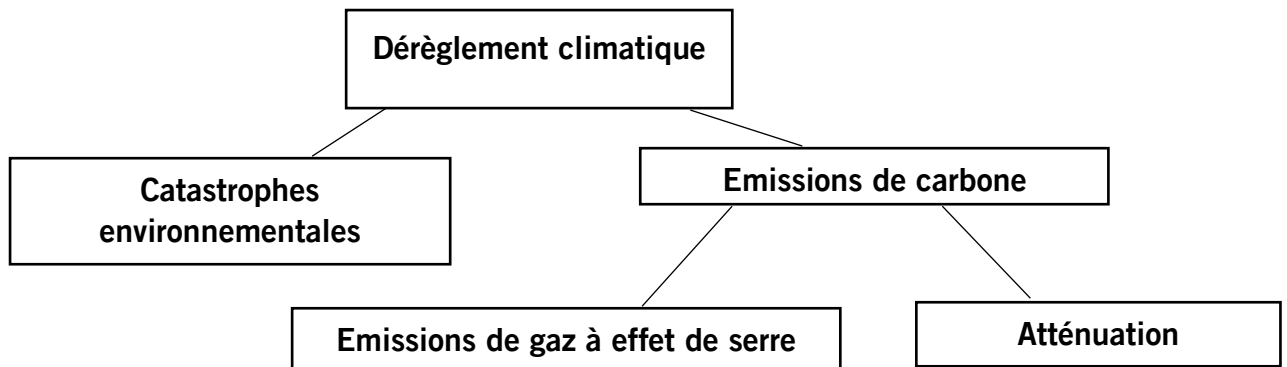 Dérèglement climatique
Catastrophes
environnementales
Emissions de carbone
Emissions de gaz à effet de serre
Atténuation